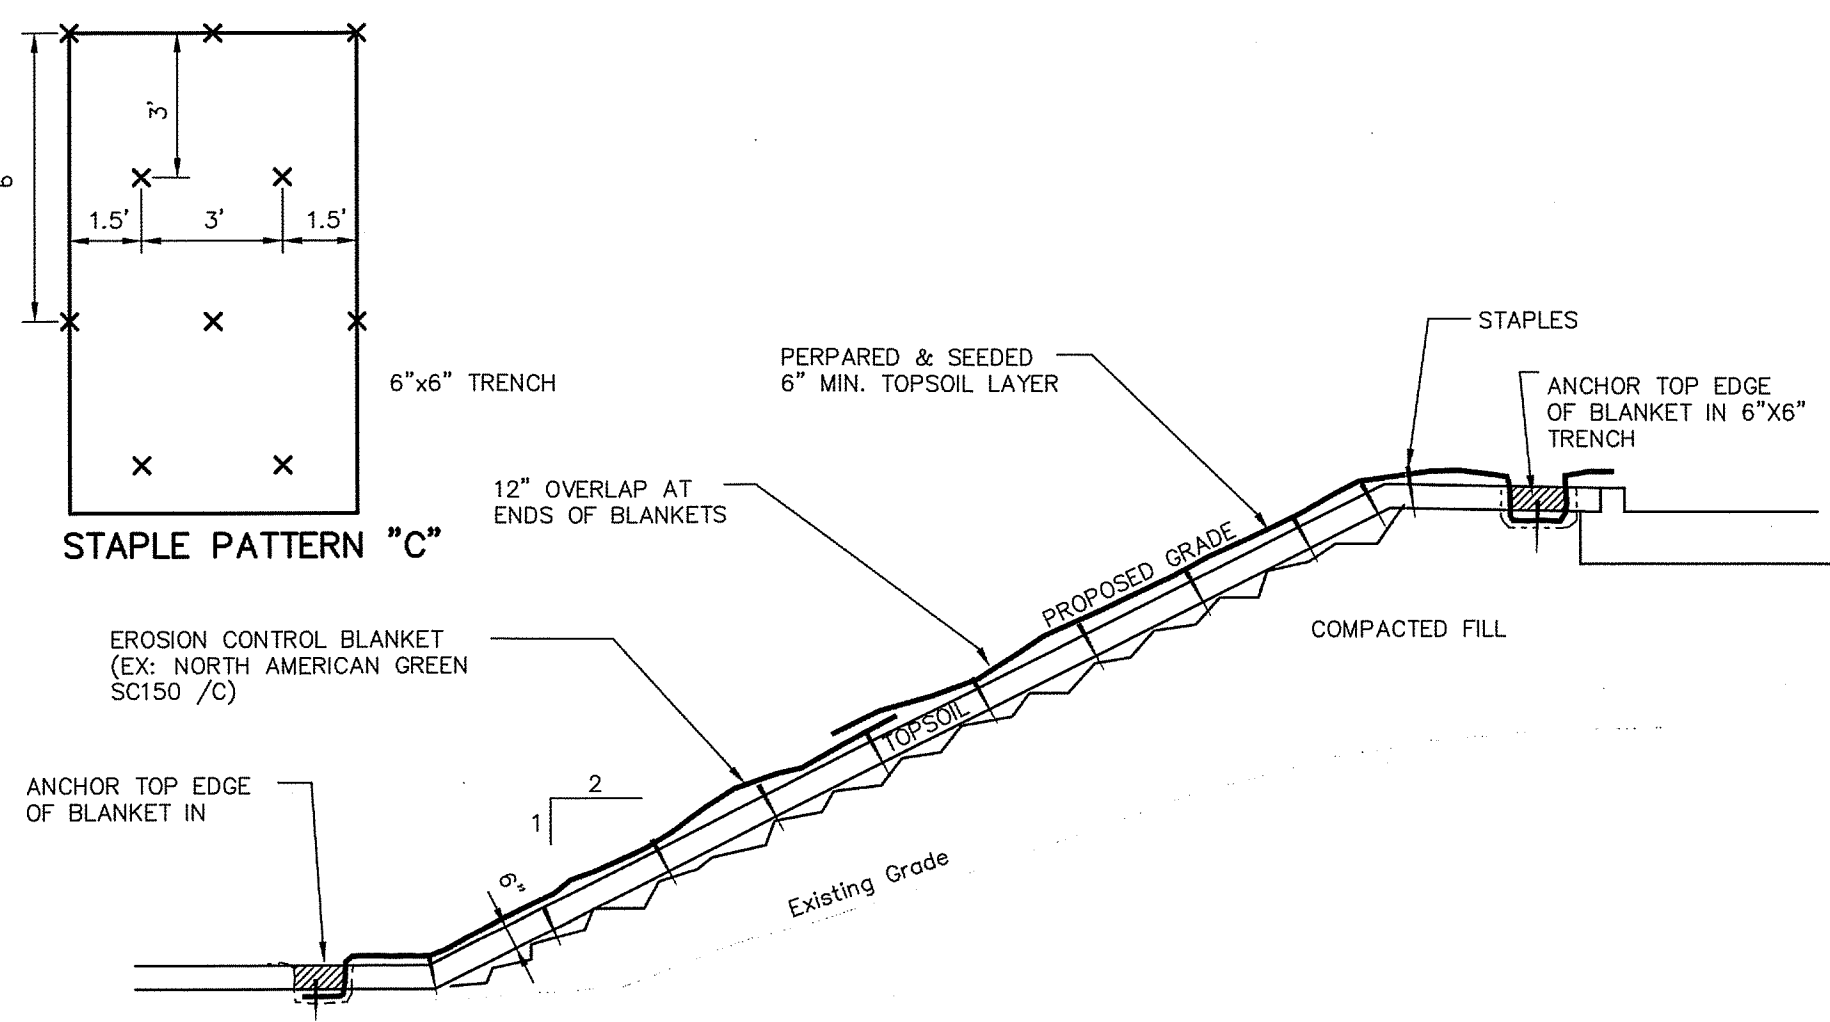 3'
6
1.5'
3'
1.5'
6"x6" TRENCH
STAPLE PATTERN "C"
STAPLES
PERPARED & SEEDED
6" MIN. TOPSOIL LAYER
ANCHOR TOP EDGE
OF BLANKET IN 6"X6"
TRENCH
12" OVERLAP AT
ENDS OF BLANKETS
PROPOSED GRADE
COMPACTED FILL
EROSION CONTROL BLANKET
(EX: NORTH AMERICAN GREEN
SC150 /C)
TOPSOIL
ANCHOR TOP EDGE
OF BLANKET IN
2
1
6"
Existing Grade